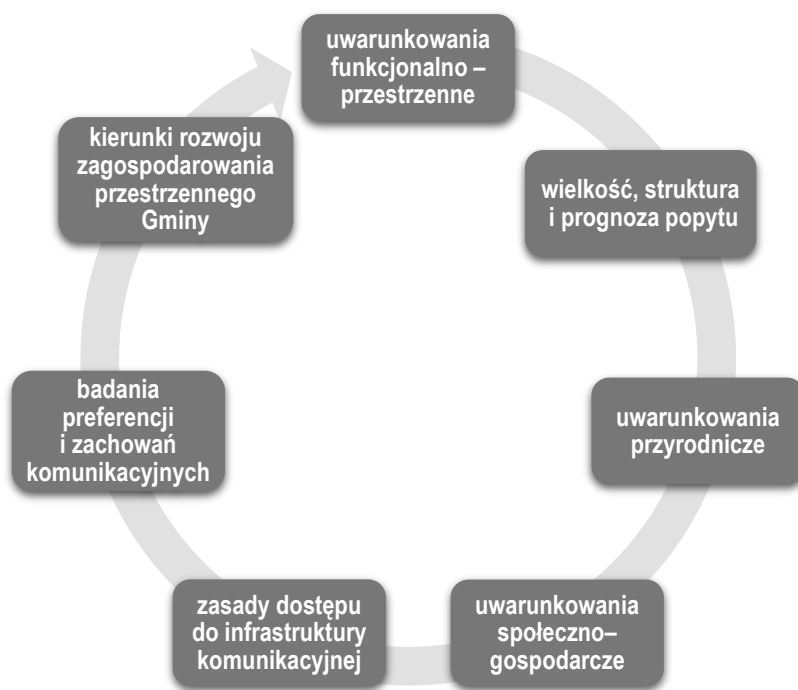 uwarunkowania
funkcjonalno –
przestrzenne
wielkość, struktura
i prognoza popytu
uwarunkowania
przyrodnicze
uwarunkowania
społeczno–
gospodarcze
zasady dostępu
do infrastruktury
komunikacyjnej
badania
preferencji
i zachowań
komunikacyjnych
kierunki rozwoju
zagospodarowania
przestrzennego
Gminy